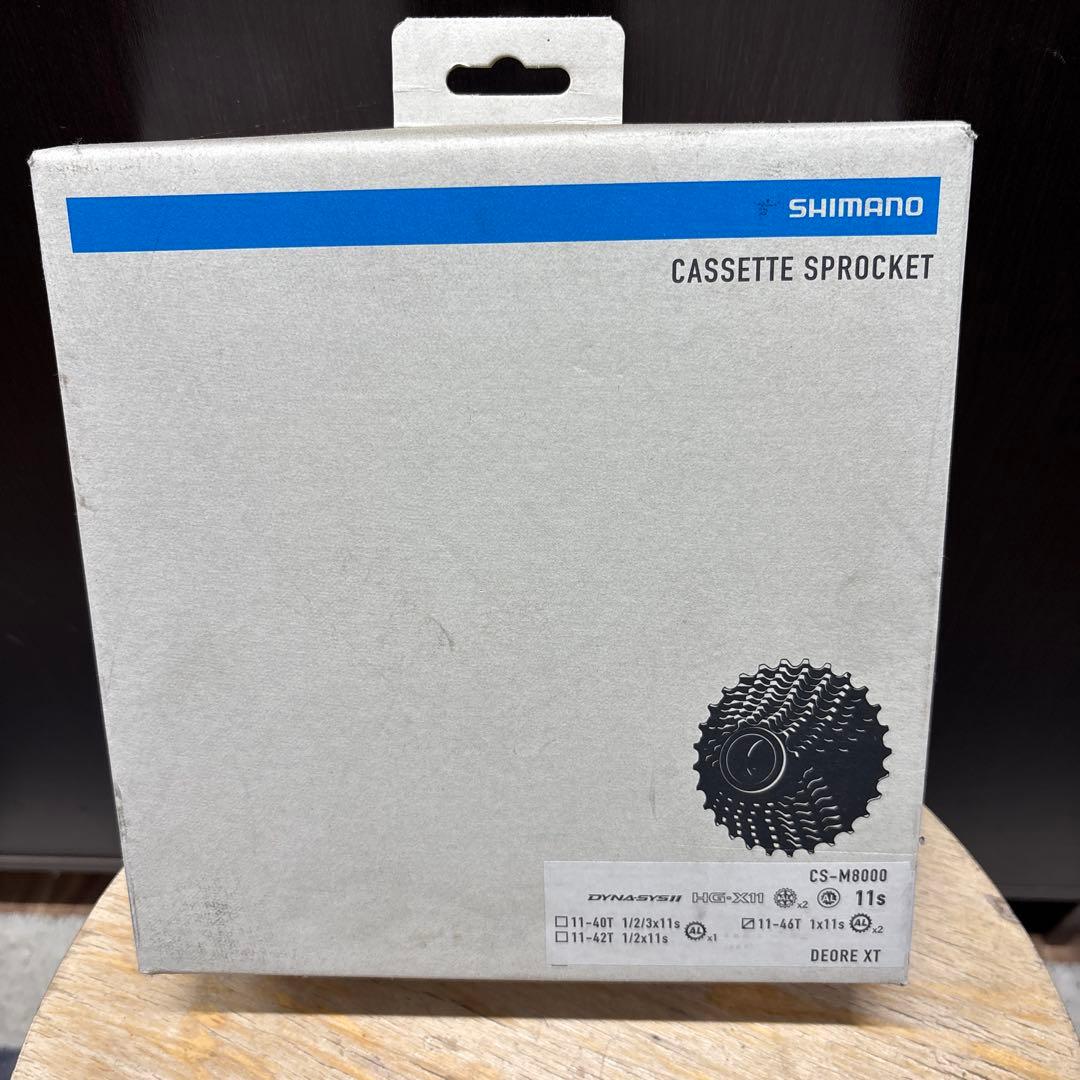 SHIMANO
CASSETTE SPROCKET
CS-M8000
DYNA-SYS11 HG-X11 x2 AL 11s
☐11-40T 1/2/3x11s AL x1 ☑11-46T 1x11s AL x2
☐11-42T 1/2x11s
DEORE XT